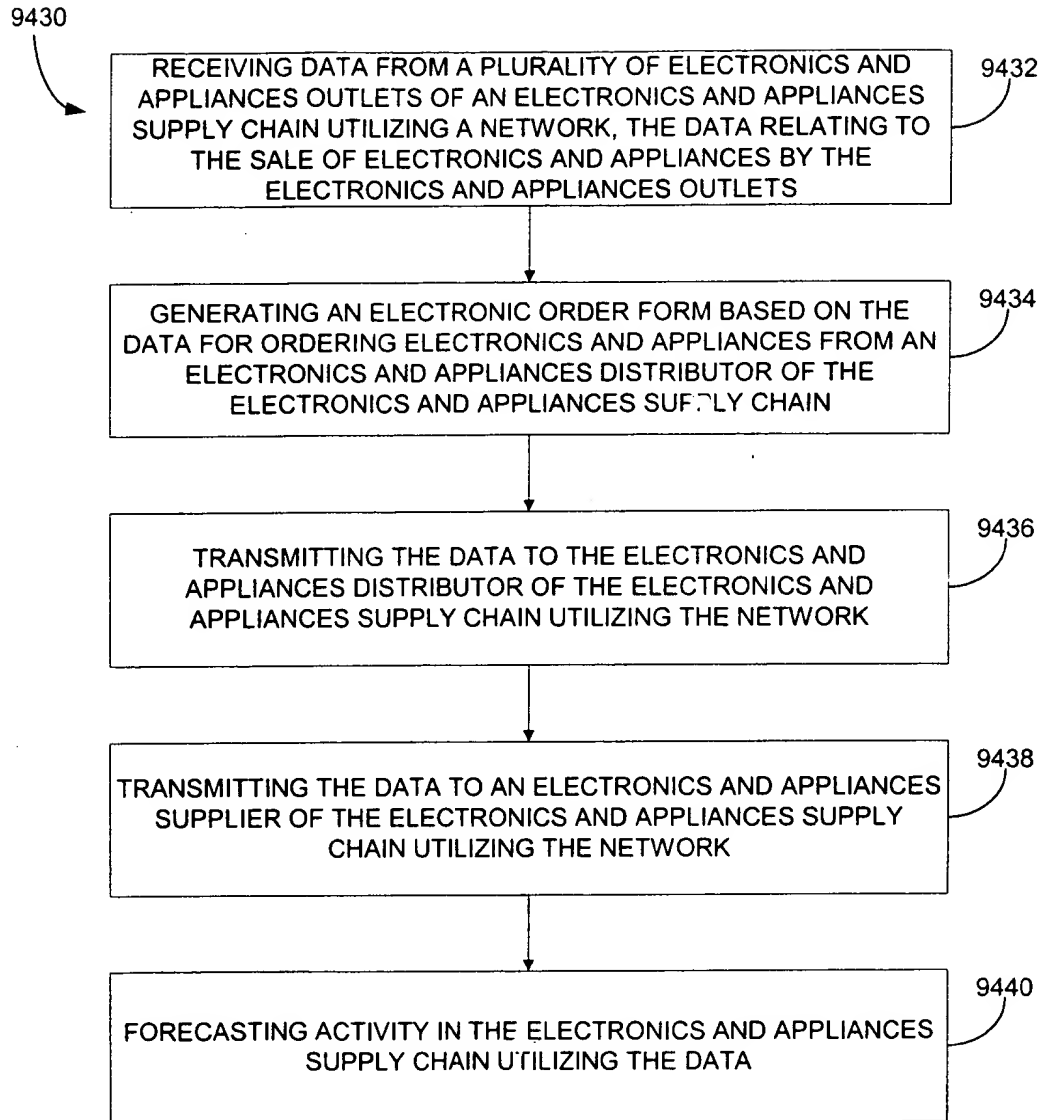 9430
RECEIVING DATA FROM A PLURALITY OF ELECTRONICS AND
APPLIANCES OUTLETS OF AN ELECTRONICS AND APPLIANCES
SUPPLY CHAIN UTILIZING A NETWORK, THE DATA RELATING TO
THE SALE OF ELECTRONICS AND APPLIANCES BY THE
ELECTRONICS AND APPLIANCES OUTLETS
9432
GENERATING AN ELECTRONIC ORDER FORM BASED ON THE
DATA FOR ORDERING ELECTRONICS AND APPLIANCES FROM AN
ELECTRONICS AND APPLIANCES DISTRIBUTOR OF THE
ELECTRONICS AND APPLIANCES SUPPLY CHAIN
9434
TRANSMITTING THE DATA TO THE ELECTRONICS AND
APPLIANCES DISTRIBUTOR OF THE ELECTRONICS AND
APPLIANCES SUPPLY CHAIN UTILIZING THE NETWORK
9436
TRANSMITTING THE DATA TO AN ELECTRONICS AND APPLIANCES
SUPPLIER OF THE ELECTRONICS AND APPLIANCES SUPPLY
CHAIN UTILIZING THE NETWORK
9438
FORECASTING ACTIVITY IN THE ELECTRONICS AND APPLIANCES
SUPPLY CHAIN UTILIZING THE DATA
9440